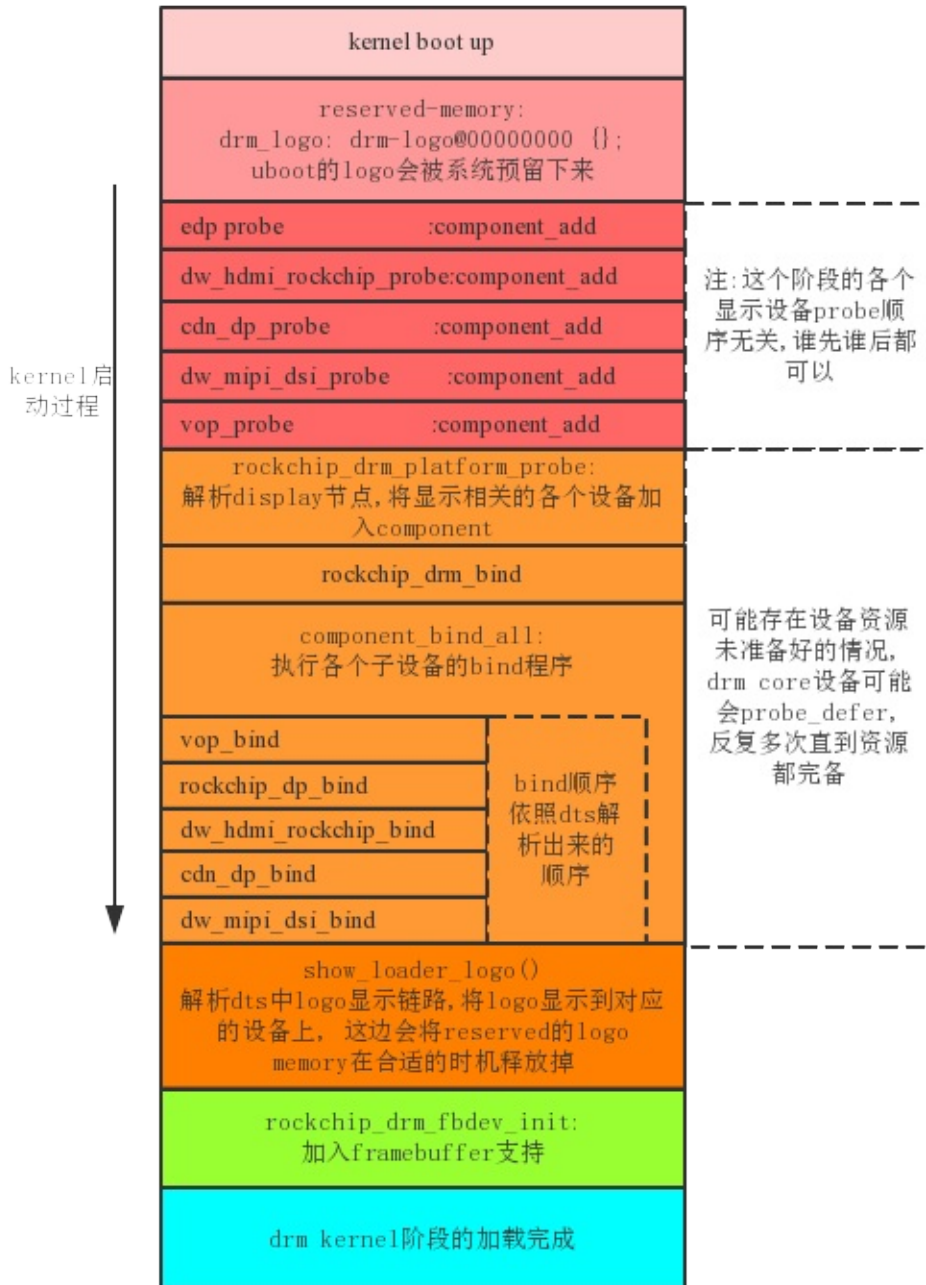 kernel boot up
reserved-memory:
drm_logo: drm-logo@00000000 {};
uboot的logo会被系统预留下来
edp probe :component_add
dw_hdmi_rockchip_probe:component_add
cdn_dp_probe :component_add
dw_mipi_dsi_probe :component_add
vop_probe :component_add
注:这个阶段的各个
显示设备probe顺
序无关,谁先谁后都
可以
kernel启
动过程
rockchip_drm_platform_probe:
解析display节点,将显示相关的各个设备加
入component
rockchip_drm_bind
component_bind_all:
执行各个子设备的bind程序
vop_bind
rockchip_dp_bind
dw_hdmi_rockchip_bind
cdn_dp_bind
dw_mipi_dsi_bind
bind顺序
依照dts解
析出来的
顺序
可能存在设备资源
未准备好的情况,
drm core设备可能
会probe_defer,
反复多次直到资源
都完备
show_loader_logo()
解析dts中logo显示链路,将logo显示到对应
的设备上, 这边会将reserved的logo
memory在合适的时机释放掉
rockchip_drm_fbdev_init:
加入framebuffer支持
drm kernel阶段的加载完成